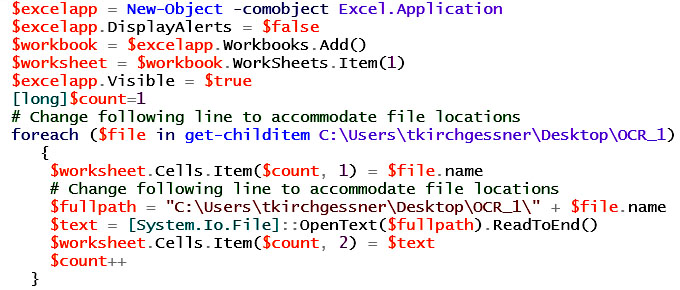 $excelapp = New-Object -comobject Excel.Application
$excelapp.DisplayAlerts = $false
$workbook = $excelapp.Workbooks.Add()
$worksheet = $workbook.WorkSheets.Item(1)
$excelapp.Visible = $true
[long]$count=1
# Change following line to accommodate file locations
foreach ($file in get-childitem C:\Users\tkirchgessner\Desktop\OCR_1)
{
$worksheet.Cells.Item($count, 1) = $file.name
# Change following line to accommodate file locations
$fullpath = "C:\Users\tkirchgessner\Desktop\OCR_1\" + $file.name
$text = [System.Io.File]::OpenText($fullpath).ReadToEnd()
$worksheet.Cells.Item($count, 2) = $text
$count++
}